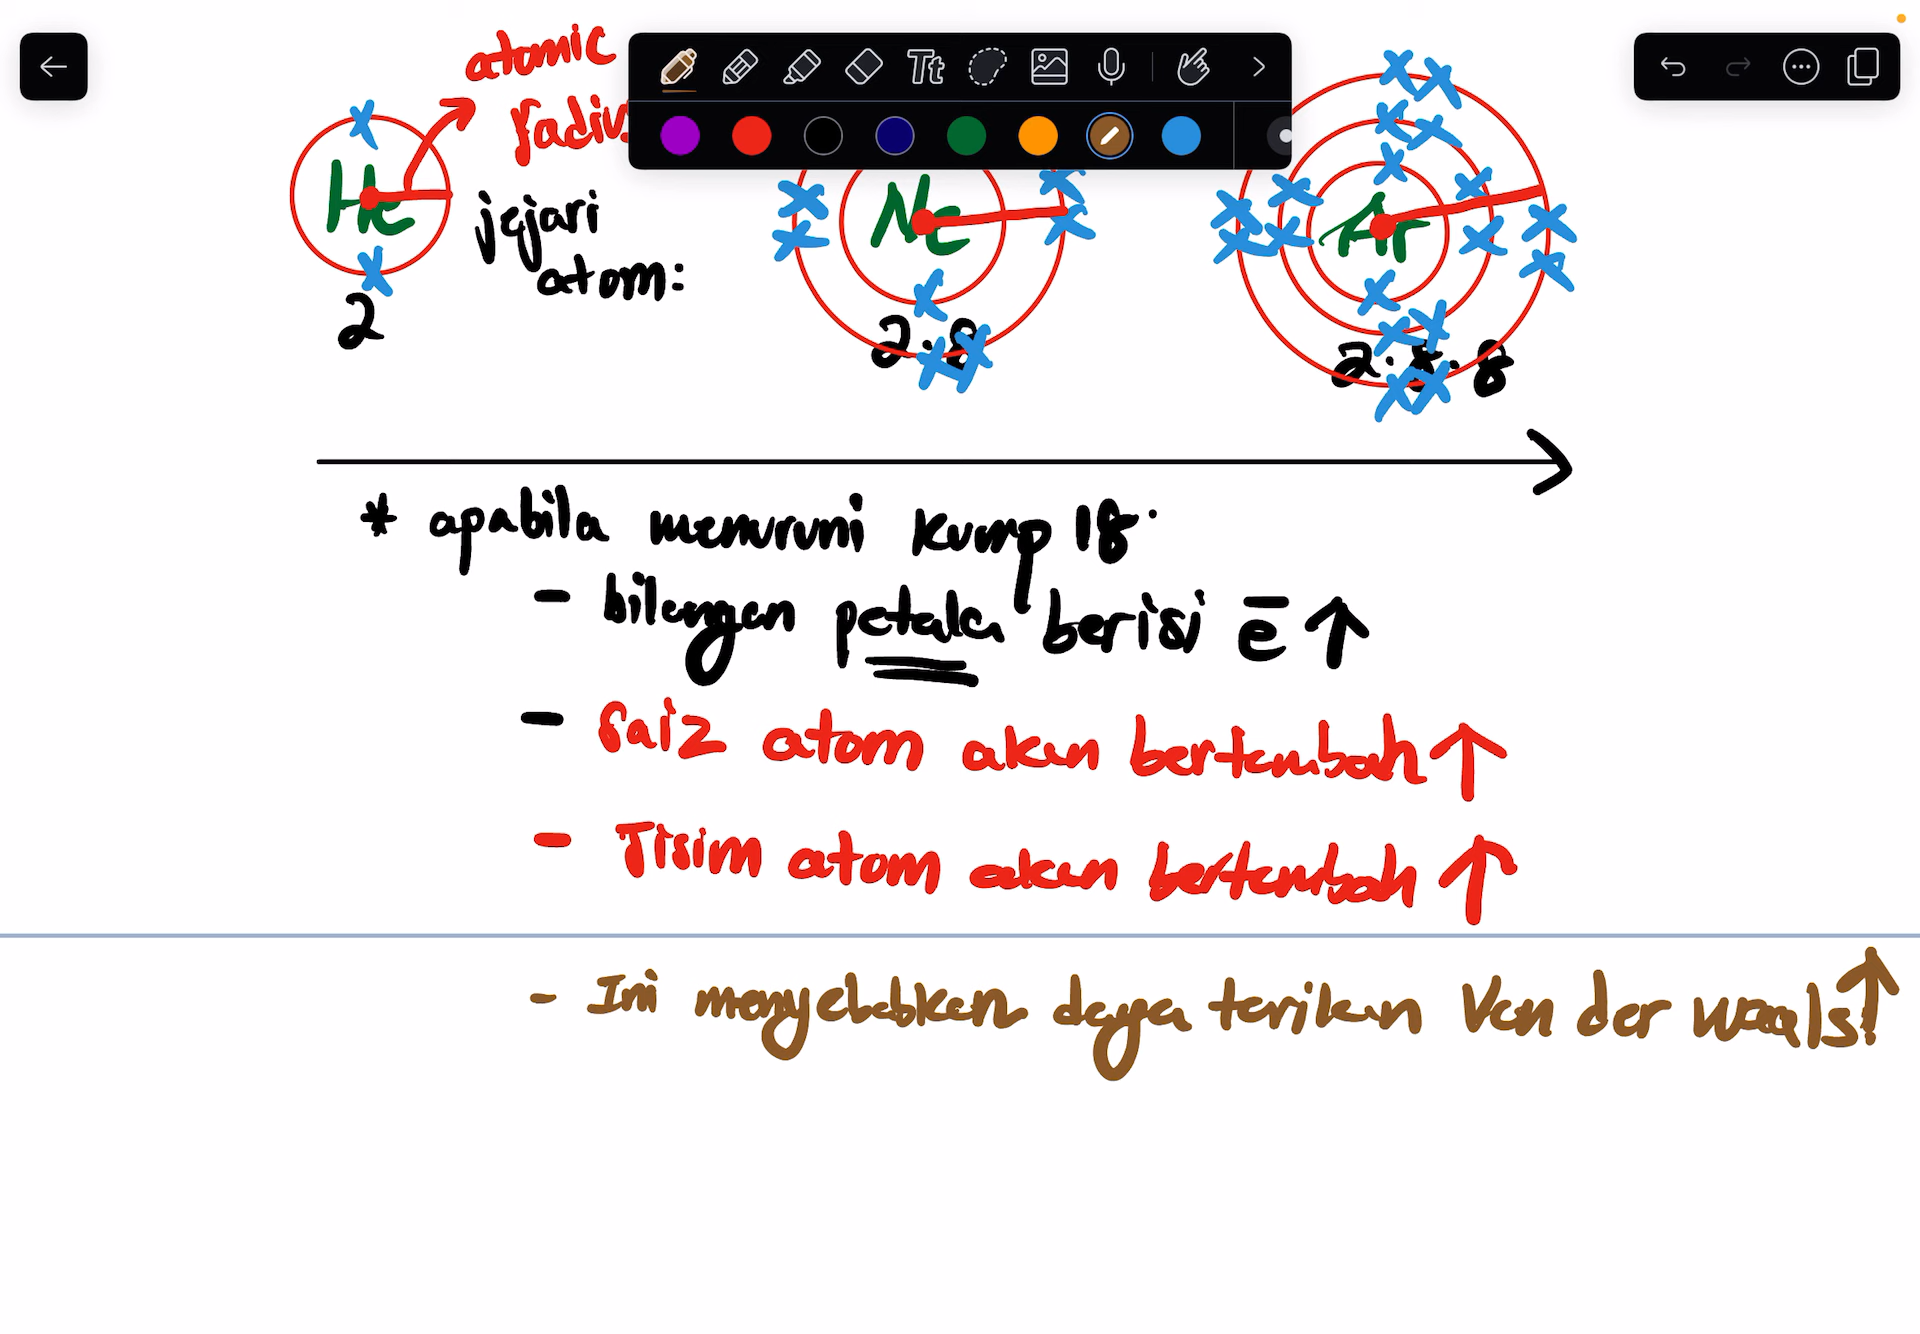 atomic
radius
Tt
He
jejari
atom:
2
Ne
2.8
Ar
2.8.8
* apabila menuruni kump 18.
- bilangan petala berisi ē ↑
- Saiz atom akan bertambah ↑
- Jisim atom akan bertambah ↑
- Ini menyebabkan daya tarikan Van der waals ↑